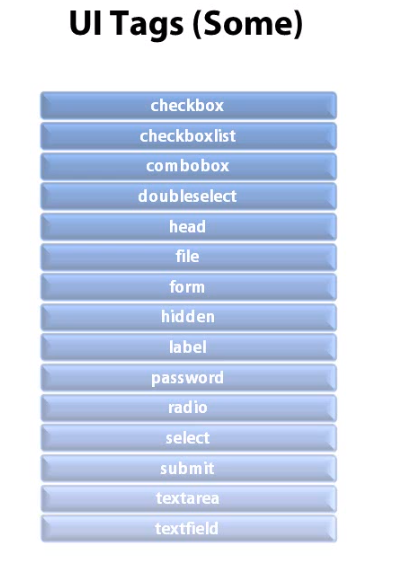 UI Tags (Some)
checkbox
checkboxlist
combobox
doubleselect
head
file
form
hidden
label
password
radio
select
submit
textarea
textfield